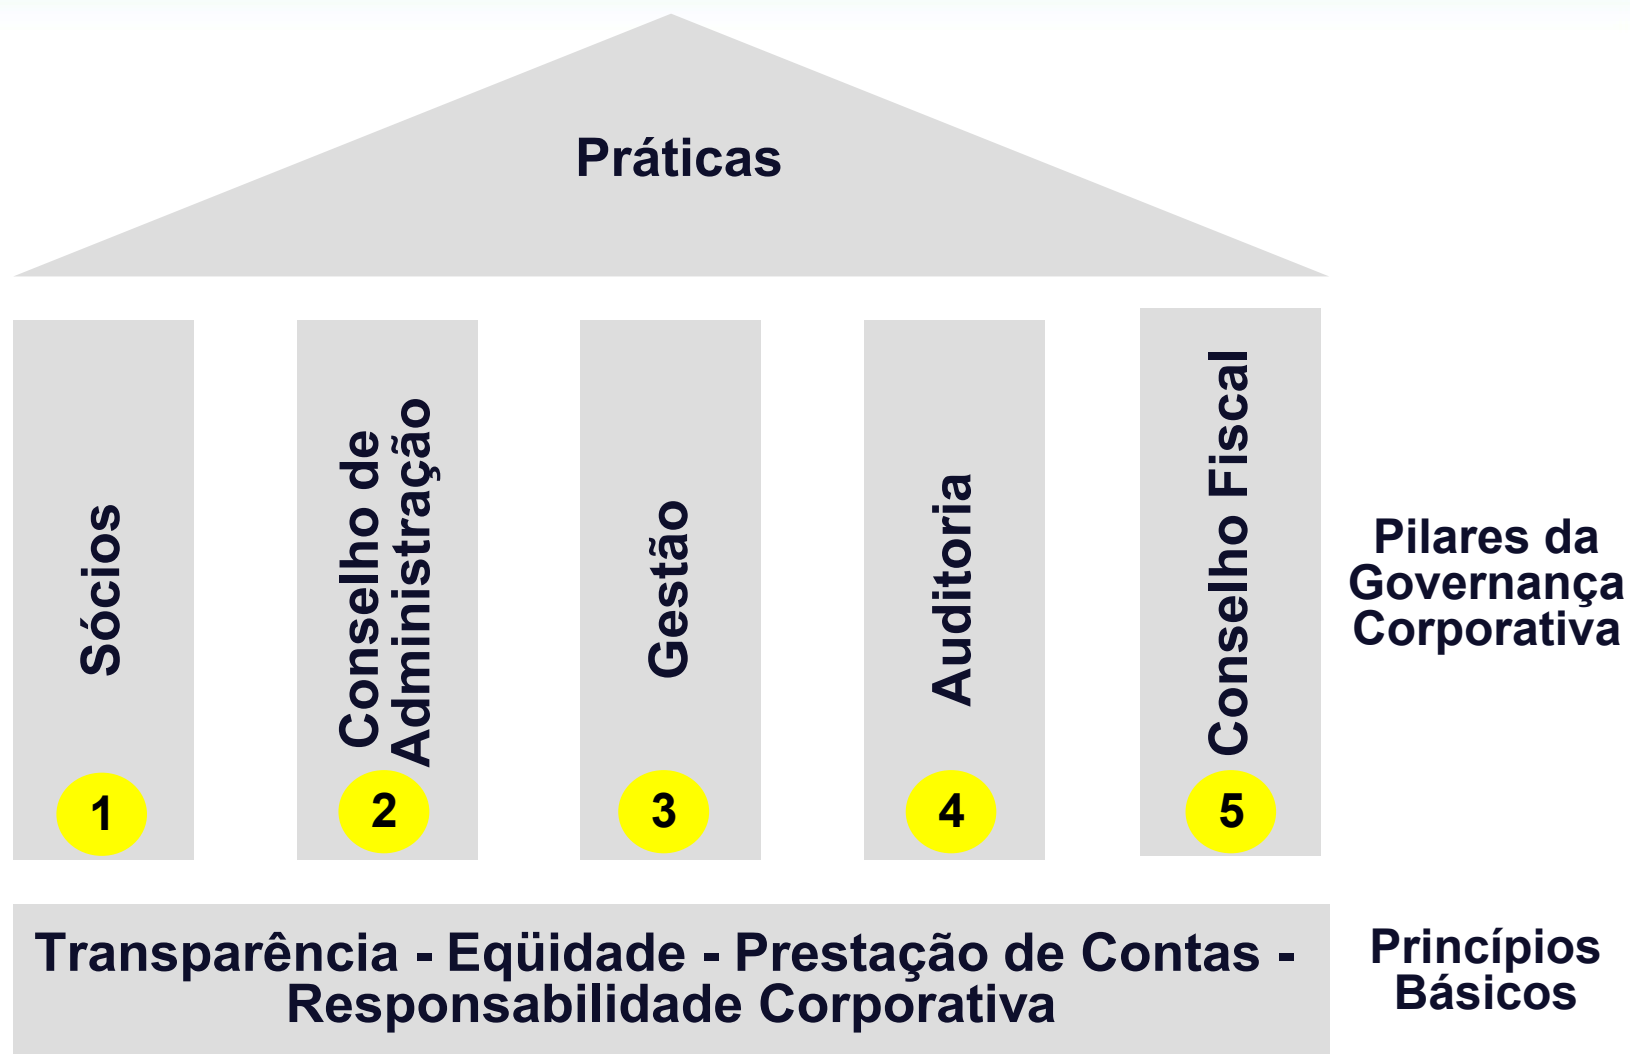 Práticas
Sócios
Conselho de
Administração
Gestão
Auditoria
Conselho Fiscal
1
2
3
4
5
Pilares da
Governança
Corporativa
Transparência - Eqüidade - Prestação de Contas -
Responsabilidade Corporativa
Princípios
Básicos